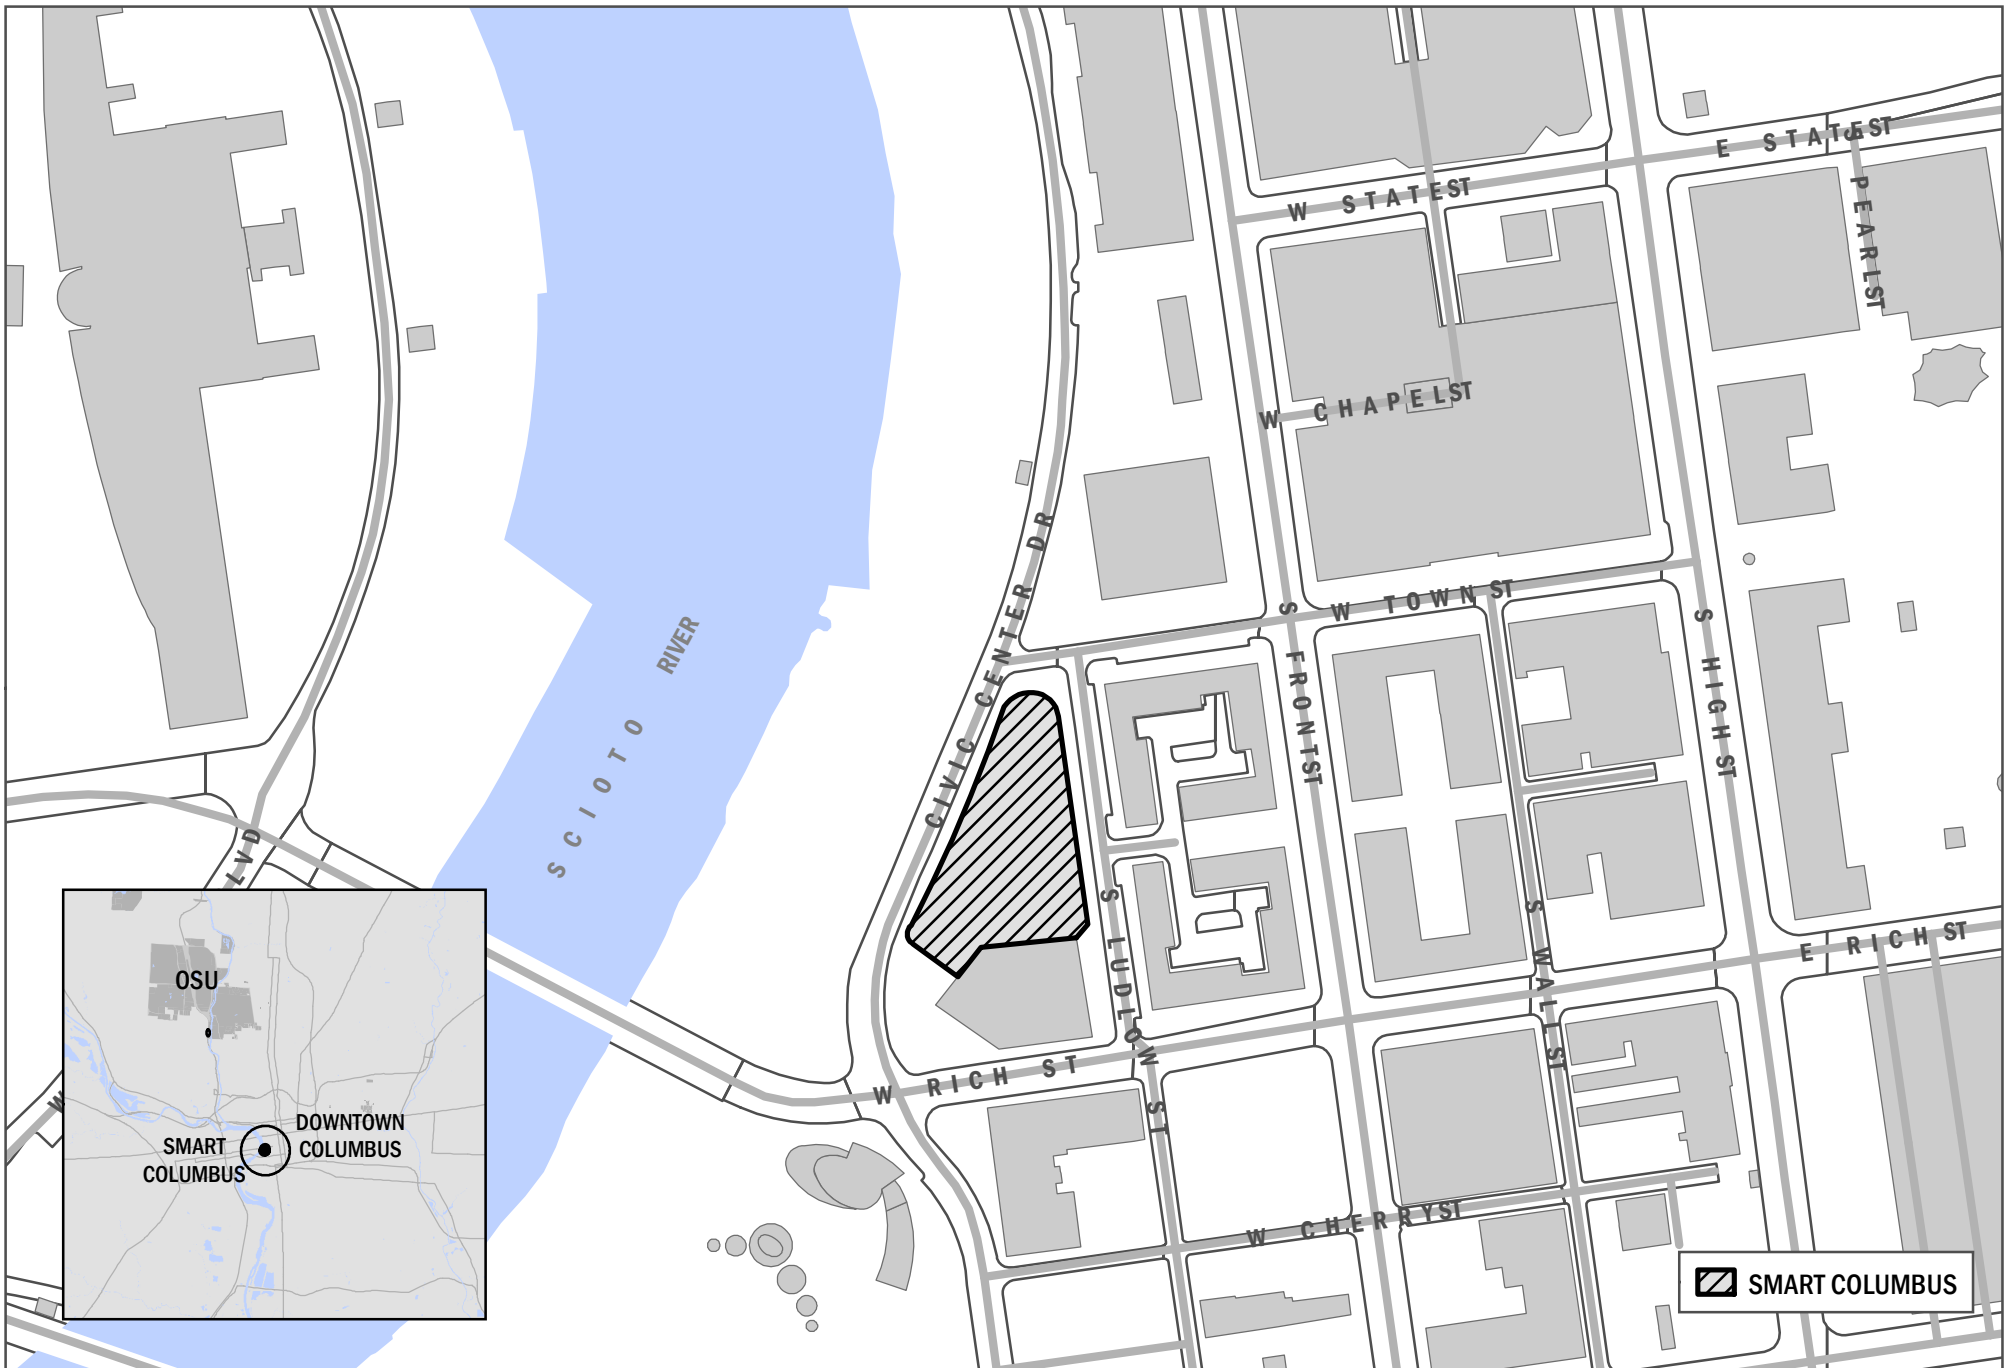 E STATE ST
W STATE ST
S PEARL ST
W CHAPEL ST
CIVIC CENTER DR
W TOWN ST
S FRONT ST
S HIGH ST
SCIOTO RIVER
LVD
W
S LUDLOW ST
S WALL ST
E RICH ST
W RICH ST
W CHERRY ST
OSU
DOWNTOWN
COLUMBUS
SMART
COLUMBUS
SMART COLUMBUS